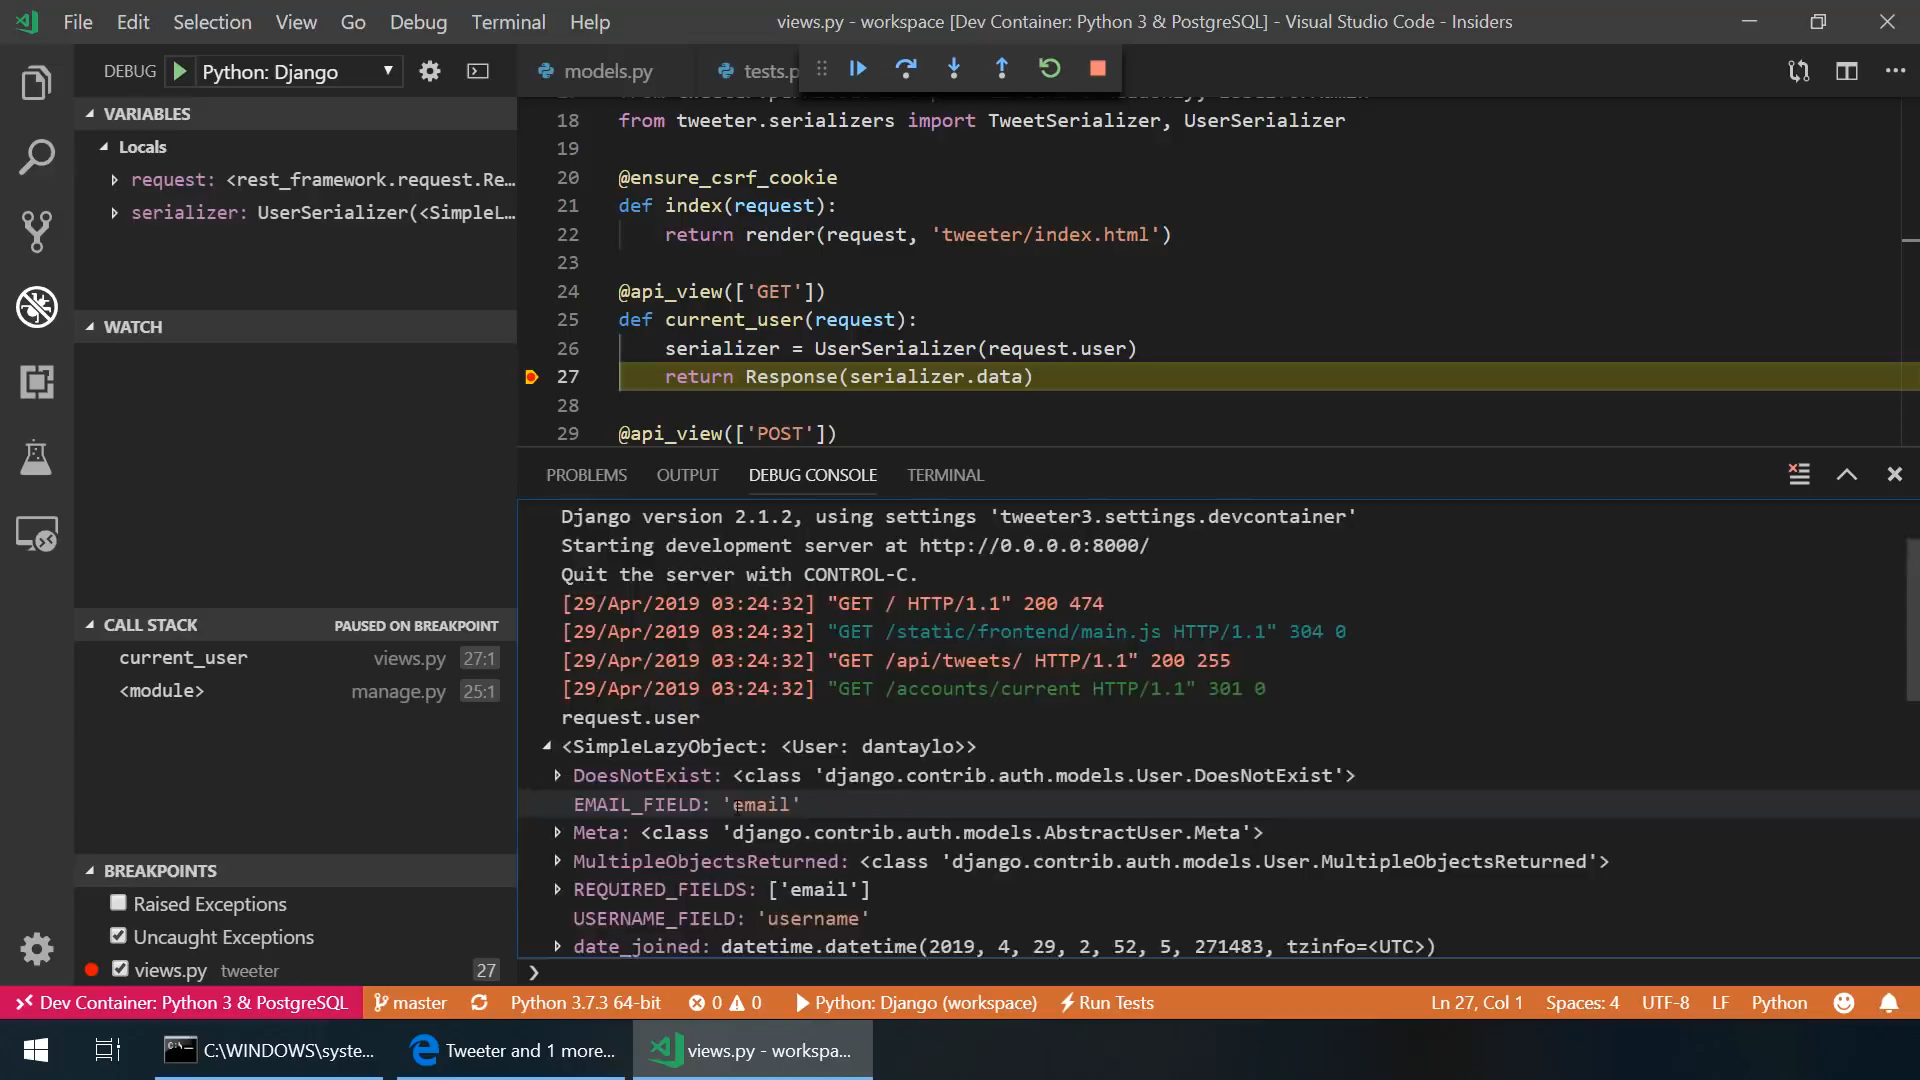 File Edit Selection View Go Debug Terminal Help
views.py - workspace [Dev Container: Python 3 & PostgreSQL] - Visual Studio Code - Insiders
DEBUG Python: Django
models.py tests.p
VARIABLES
Locals
request: <rest_framework.request.Re...
serializer: UserSerializer(<SimpleL...
WATCH
CALL STACK PAUSED ON BREAKPOINT
current_user views.py 27:1
<module> manage.py 25:1
BREAKPOINTS
Raised Exceptions
Uncaught Exceptions
views.py tweeter 27
18 from tweeter.serializers import TweetSerializer, UserSerializer
19
20 @ensure_csrf_cookie
21 def index(request):
22 return render(request, 'tweeter/index.html')
23
24 @api_view(['GET'])
25 def current_user(request):
26 serializer = UserSerializer(request.user)
27 return Response(serializer.data)
28
29 @api_view(['POST'])
PROBLEMS OUTPUT DEBUG CONSOLE TERMINAL
Django version 2.1.2, using settings 'tweeter3.settings.devcontainer'
Starting development server at http://0.0.0.0:8000/
Quit the server with CONTROL-C.
[29/Apr/2019 03:24:32] "GET / HTTP/1.1" 200 474
[29/Apr/2019 03:24:32] "GET /static/frontend/main.js HTTP/1.1" 304 0
[29/Apr/2019 03:24:32] "GET /api/tweets/ HTTP/1.1" 200 255
[29/Apr/2019 03:24:32] "GET /accounts/current HTTP/1.1" 301 0
request.user
<SimpleLazyObject: <User: dantaylo>>
DoesNotExist: <class 'django.contrib.auth.models.User.DoesNotExist'>
EMAIL_FIELD: 'email'
Meta: <class 'django.contrib.auth.models.AbstractUser.Meta'>
MultipleObjectsReturned: <class 'django.contrib.auth.models.User.MultipleObjectsReturned'>
REQUIRED_FIELDS: ['email']
USERNAME_FIELD: 'username'
date_joined: datetime.datetime(2019, 4, 29, 2, 52, 5, 271483, tzinfo=<UTC>)
Dev Container: Python 3 & PostgreSQL master Python 3.7.3 64-bit 0 0 Python: Django (workspace) Run Tests Ln 27, Col 1 Spaces: 4 UTF-8 LF Python
C:\WINDOWS\syste... Tweeter and 1 more... views.py - workspa...